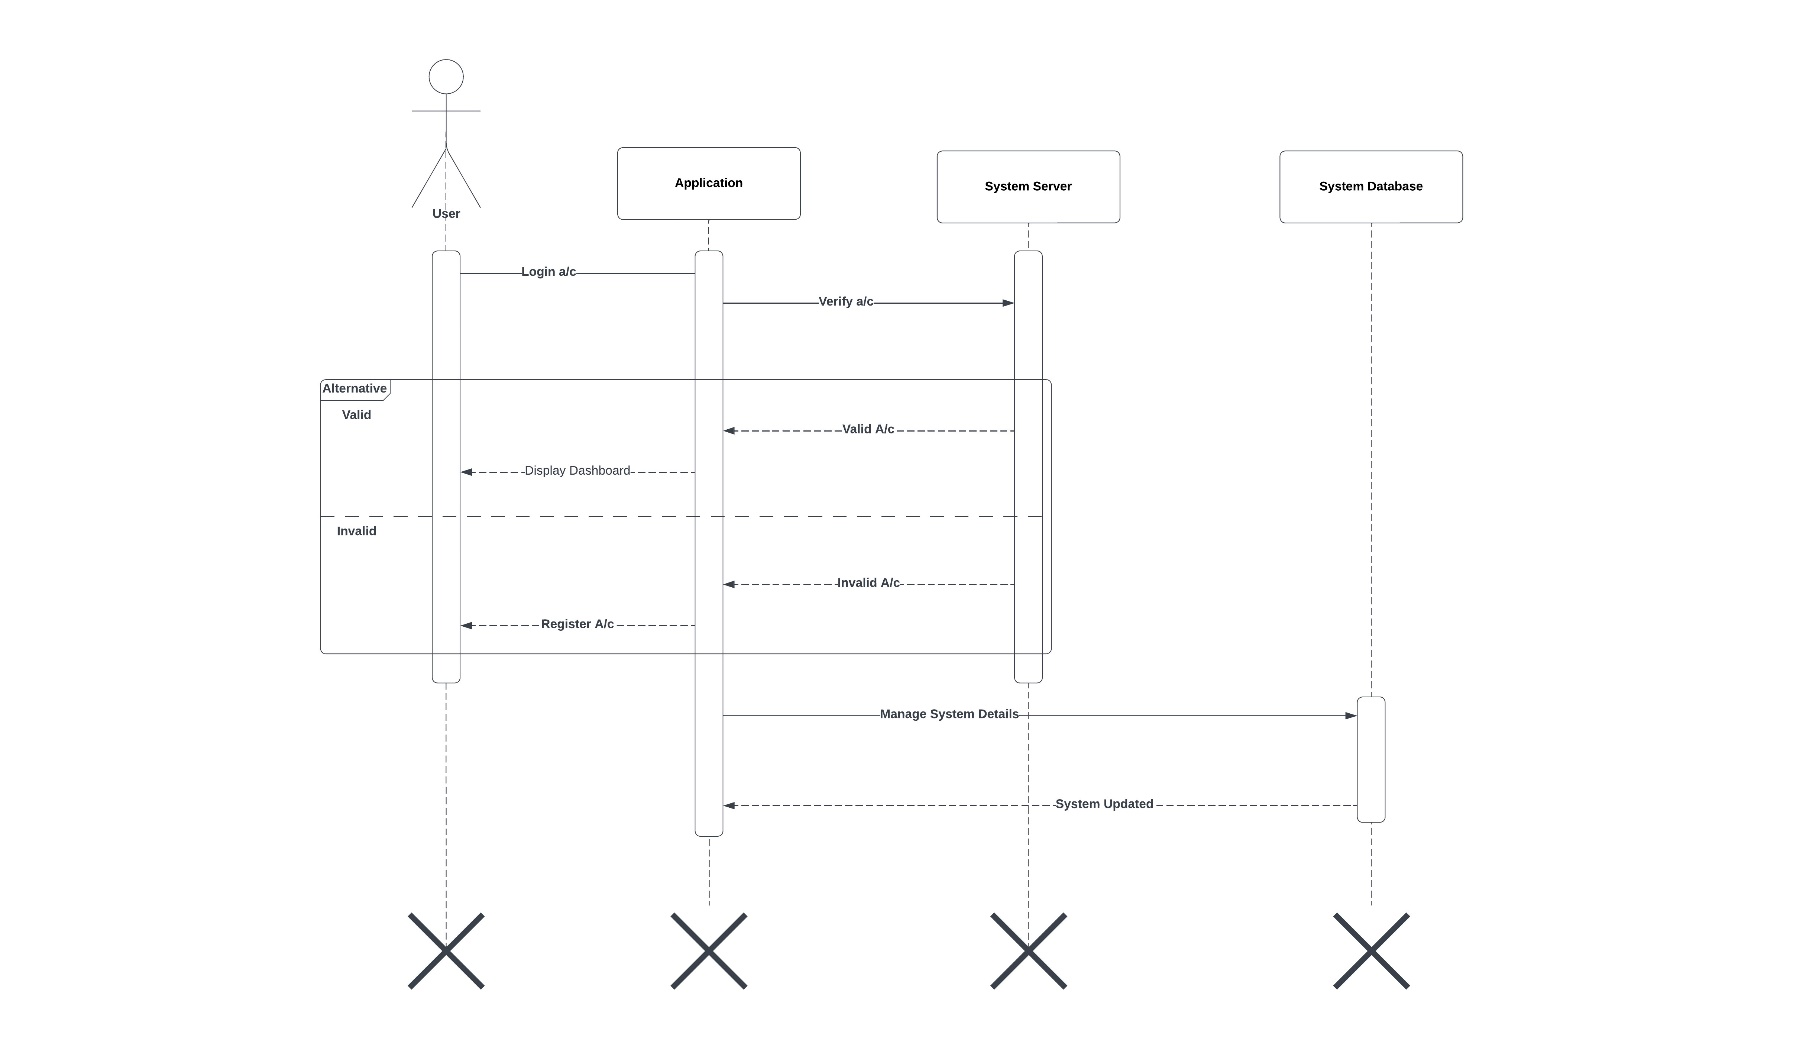 User
Application
System Server
System Database
Login a/c
Verify a/c
Alternative
Valid
Valid A/c
Display Dashboard
Invalid
Invalid A/c
Register A/c
Manage System Details
System Updated